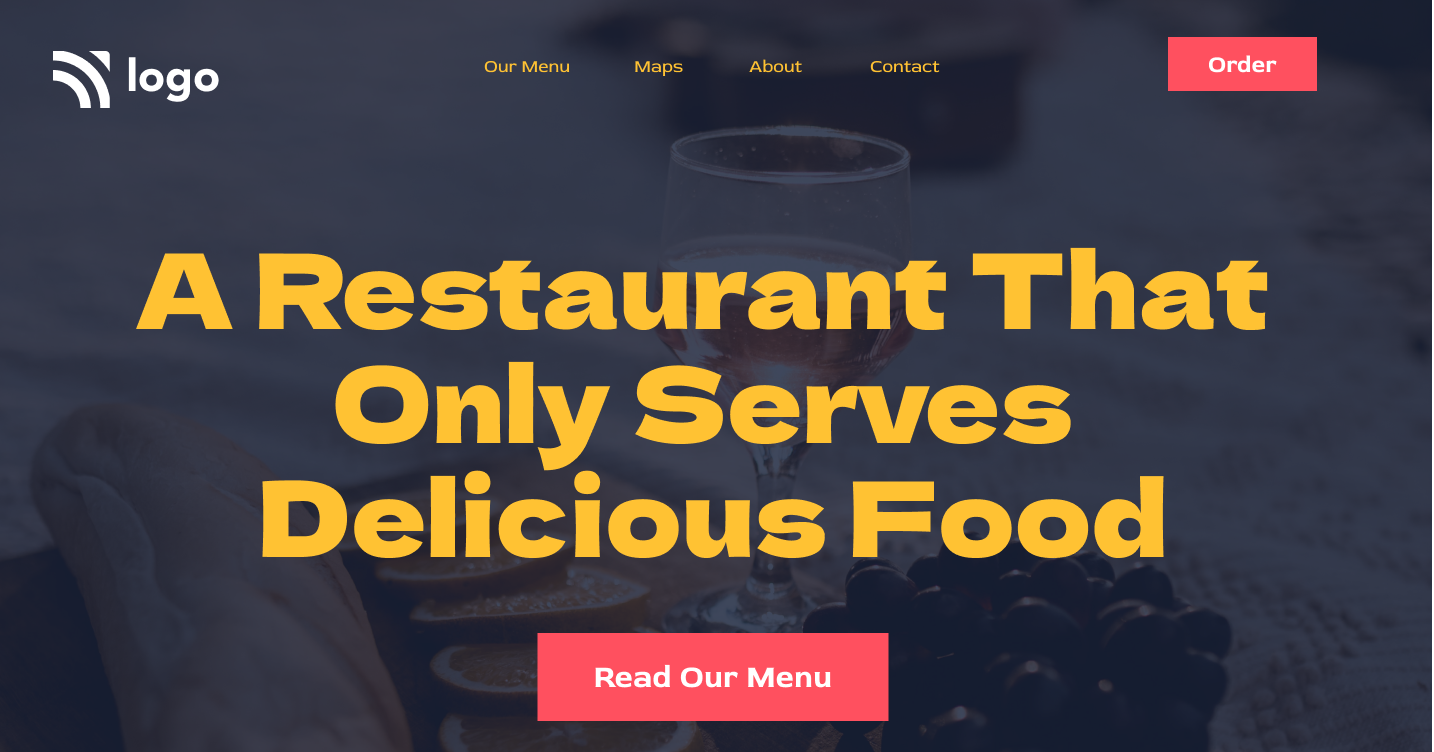 logo
Our Menu
Maps
About
Contact
Order
A Restaurant That
Only Serves
Delicious Food
Read Our Menu